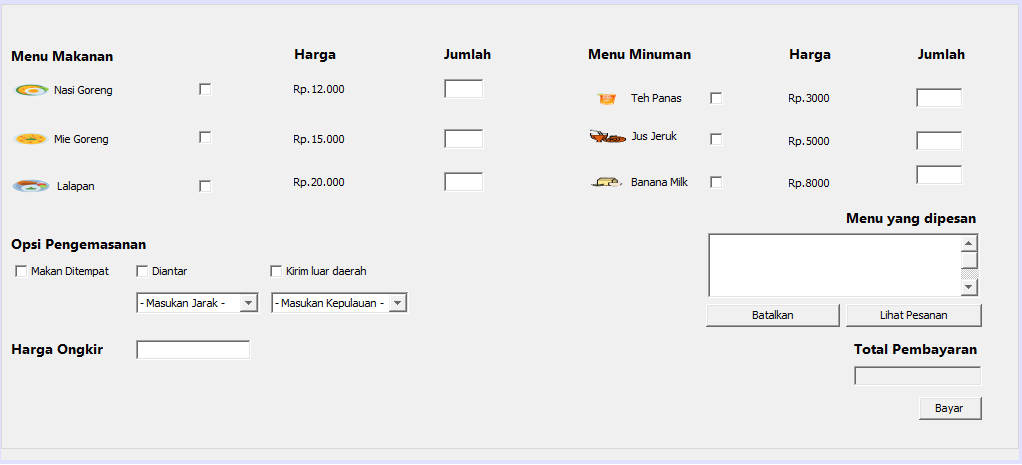 Menu Makanan Harga Jumlah Menu Minuman Harga Jumlah
Nasi Goreng Rp.12.000 Teh Panas Rp.3000
Mie Goreng Rp.15.000 Jus Jeruk Rp.5000
Lalapan Rp.20.000 Banana Milk Rp.8000
Menu yang dipesan
Opsi Pengemasanan
Makan Ditempat Diantar Kirim luar daerah
- Masukan Jarak - - Masukan Kepulauan -
Batalkan Lihat Pesanan
Harga Ongkir Total Pembayaran
Bayar